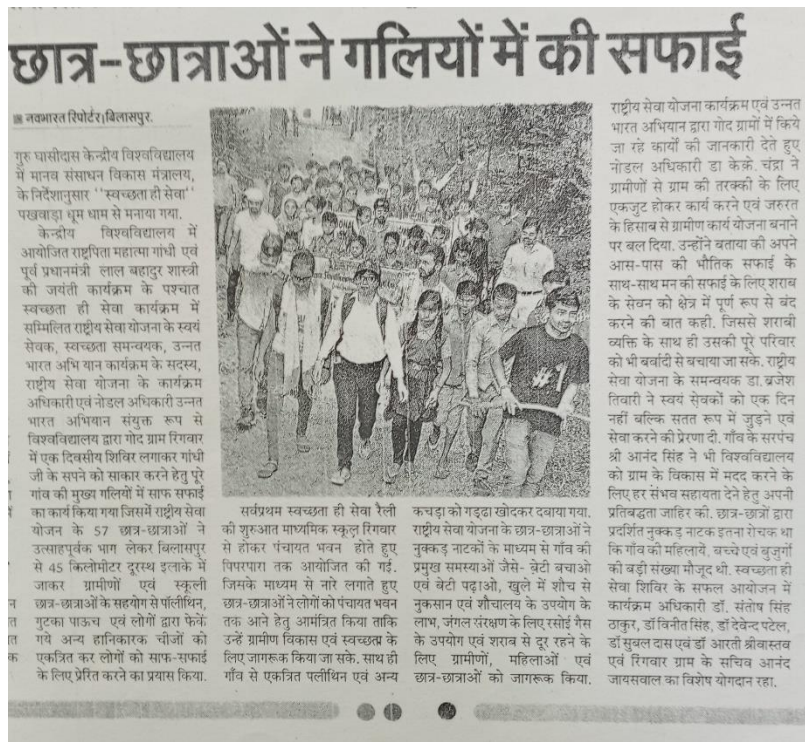 छात्र-छात्राओं ने गलियों में की सफाई
नवभारत रिपोर्टर।बिलासपुर.
गुरु घासीदास केन्द्रीय विश्वविद्यालय
में मानव संसाधन विकास मंत्रालय,
के निर्देशानुसार ''स्वच्छता ही सेवा''
पखवाड़ा धूम धाम से मनाया गया.
केन्द्रीय विश्वविद्यालय में
आयोजित राष्ट्रपिता महात्मा गांधी एवं
पूर्व प्रधानमंत्री लाल बहादुर शास्त्री
की जयंती कार्यक्रम के पश्चात
स्वच्छता ही सेवा कार्यक्रम में
सम्मिलित राष्ट्रीय सेवा योजना के स्वयं
सेवक, स्वच्छता समन्वयक, उन्नत
भारत अभि यान कार्यक्रम के सदस्य,
राष्ट्रीय सेवा योजना के कार्यक्रम
अधिकारी एवं नोडल अधिकारी उन्नत
भारत अभियान संयुक्त रूप से
विश्वविद्यालय द्वारा गोद ग्राम रिंगवार
में एक दिवसीय शिविर लगाकर गांधी
जी के सपने को साकार करने हेतु पूरे
गांव की मुख्य गलियों में साफ सफाई
का कार्य किया गया जिसमें राष्ट्रीय सेवा
योजन के 57 छात्र-छात्राओं ने
उत्साहपूर्वक भाग लेकर बिलासपुर
से 45 किलोमीटर दूरस्थ इलाके में
जाकर ग्रामीणों एवं स्कूली
छात्र-छात्राओं के सहयोग से पॉलीथिन,
गुटका पाऊच एवं लोगों द्वारा फेकें
गये अन्य हानिकारक चीजों को
एकत्रित कर लोगों को साफ-सफाई
के लिए प्रेरित करने का प्रयास किया.
सर्वप्रथम स्वच्छता ही सेवा रैली
की शुरुआत माध्यमिक स्कूल रिगवार
से होकर पंचायत भवन होते हुए
पिपरपारा तक आयोजित की गई.
जिसके माध्यम से नारे लगाते हुए
छात्र-छात्राओं ने लोगों को पंचायत भवन
तक आने हेतु आमंत्रित किया ताकि
उन्हें ग्रामीण विकास एवं स्वच्छत्म के
लिए जागरूक किया जा सके. साथ ही
गाँव से एकत्रित पलीथिन एवं अन्य
कचड़ा को गड्ढा खोदकर दबाया गया.
राष्ट्रीय सेवा योजना के छात्र-छात्राओं ने
नुक्कड़ नाटकों के माध्यम से गाँव की
प्रमुख समस्याओं जैसे- बेटी बचाओ
एवं बेटी पढ़ाओ, खुले में शौच से
नुकसान एवं शौचालय के उपयोग के
लाभ, जंगल संरक्षण के लिए रसोई गैस
के उपयोग एवं शराब से दूर रहने के
लिए ग्रामीणों, महिलाओं एवं
छात्र-छात्राओं को जागरूक किया.
राष्ट्रीय सेवा योजना कार्यक्रम एवं उन्नत
भारत अभियान द्वारा गोद ग्रामों में किये
जा रहे कार्यों की जानकारी देते हुए
नोडल अधिकारी डा के.के. चंद्रा ने
ग्रामीणों से ग्राम की तरक्की के लिए
एकजुट होकर कार्य करने एवं जरुरत
के हिसाब से ग्रामीण कार्य योजना बनाने
पर बल दिया. उन्होंने बताया की अपने
आस-पास की भौतिक सफाई के
साथ-साथ मन की सफाई के लिए शराब
के सेवन को क्षेत्र में पूर्ण रूप से बंद
करने की बात कही. जिससे शराबी
व्यक्ति के साथ ही उसकी पूरे परिवार
को भी बर्वादी से बचाया जा सके. राष्ट्रीय
सेवा योजना के समन्वयक डा. ब्रजेश
तिवारी ने स्वयं सेवकों को एक दिन
नहीं बल्कि सतत रूप में जुड़ने एवं
सेवा करने की प्रेरणा दी. गाँव के सरपंच
श्री आनंद सिंह ने भी विश्वविद्यालय
को ग्राम के विकास में मदद करने के
लिए हर संभव सहायता देने हेतु अपनी
प्रतिबद्धता जाहिर की. छात्र-छात्रों द्वारा
प्रदर्शित नुक्कड़ नाटक इतना रोचक था
कि गाँव की महिलायें, बच्चे एवं बुजुर्गो
की बड़ी संख्या मौजूद थी. स्वच्छता ही
सेवा शिविर के सफल आयोजन में
कार्यक्रम अधिकारी डॉ. संतोष सिंह
ठाकुर, डॉ विनीत सिंह, डॉ देवेन्द पटेल,
डॉ सुबल दास एवं डॉ आरती श्रीवास्तव
एवं रिंगवार ग्राम के सचिव आनंद
जायसवाल का विशेष योगदान रहा.